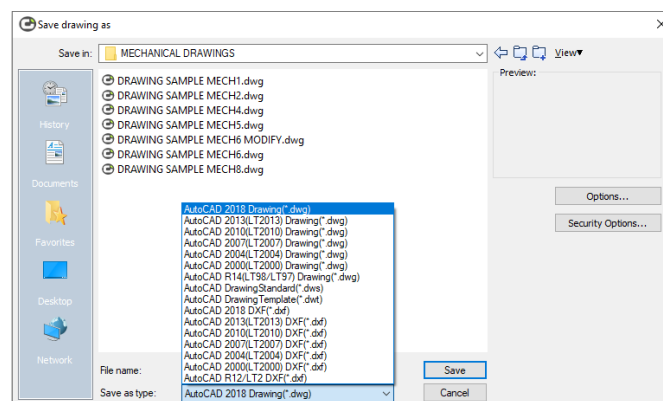 Save drawing as
Save in:
MECHANICAL DRAWINGS
View
Preview:
History
Documents
Favorites
Desktop
Network
DRAWING SAMPLE MECH1.dwg
DRAWING SAMPLE MECH2.dwg
DRAWING SAMPLE MECH4.dwg
DRAWING SAMPLE MECH5.dwg
DRAWING SAMPLE MECH6 MODIFY.dwg
DRAWING SAMPLE MECH6.dwg
DRAWING SAMPLE MECH8.dwg
Options...
Security Options...
AutoCAD 2018 Drawing(*.dwg)
AutoCAD 2013(LT2013) Drawing(*.dwg)
AutoCAD 2010(LT2010) Drawing(*.dwg)
AutoCAD 2007(LT2007) Drawing(*.dwg)
AutoCAD 2004(LT2004) Drawing(*.dwg)
AutoCAD 2000(LT2000) Drawing(*.dwg)
AutoCAD R14(LT98/LT97) Drawing(*.dwg)
AutoCAD DrawingStandard(*.dws)
AutoCAD DrawingTemplate(*.dwt)
AutoCAD 2018 DXF(*.dxf)
AutoCAD 2013(LT2013) DXF(*.dxf)
AutoCAD 2010(LT2010) DXF(*.dxf)
AutoCAD 2007(LT2007) DXF(*.dxf)
AutoCAD 2004(LT2004) DXF(*.dxf)
AutoCAD 2000(LT2000) DXF(*.dxf)
AutoCAD R12/LT2 DXF(*.dxf)
File name:
Save
Save as type:
AutoCAD 2018 Drawing(*.dwg)
Cancel